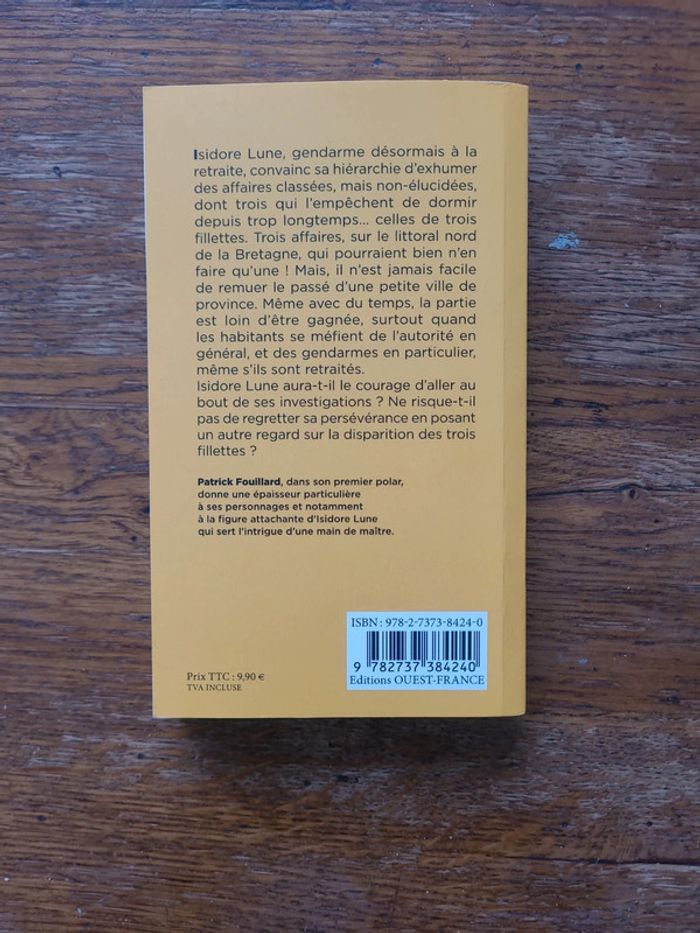 Isidore Lune, gendarme désormais à la
retraite, convainc sa hiérarchie d'exhumer
des affaires classées, mais non-élucidées,
dont trois qui l'empêchent de dormir
depuis trop longtemps... celles de trois
fillettes. Trois affaires, sur le littoral nord
de la Bretagne, qui pourraient bien n'en
faire qu'une ! Mais, il n'est jamais facile
de remuer le passé d'une petite ville de
province. Même avec du temps, la partie
est loin d'être gagnée, surtout quand
les habitants se méfient de l'autorité en
général, et des gendarmes en particulier,
même s'ils sont retraités.
Isidore Lune aura-t-il le courage d'aller au
bout de ses investigations ? Ne risque-t-il
pas de regretter sa persévérance en posant
un autre regard sur la disparition des trois
fillettes ?
Patrick Fouillard, dans son premier polar,
donne une épaisseur particulière
à ses personnages et notamment
à la figure attachante d'Isidore Lune
qui sert l'intrigue d'une main de maître.
ISBN : 978-2-7373-8424-0
9 782737 384240
Editions OUEST-FRANCE
Prix TTC : 9,90 €
TVA INCLUSE